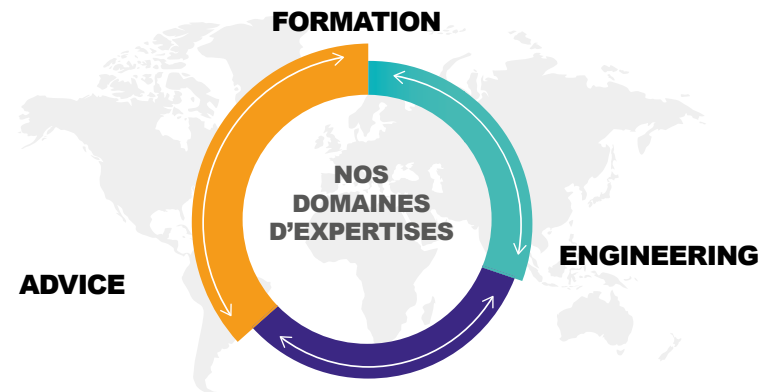 FORMATION
NOS
DOMAINES
D’EXPERTISES
ENGINEERING
ADVICE